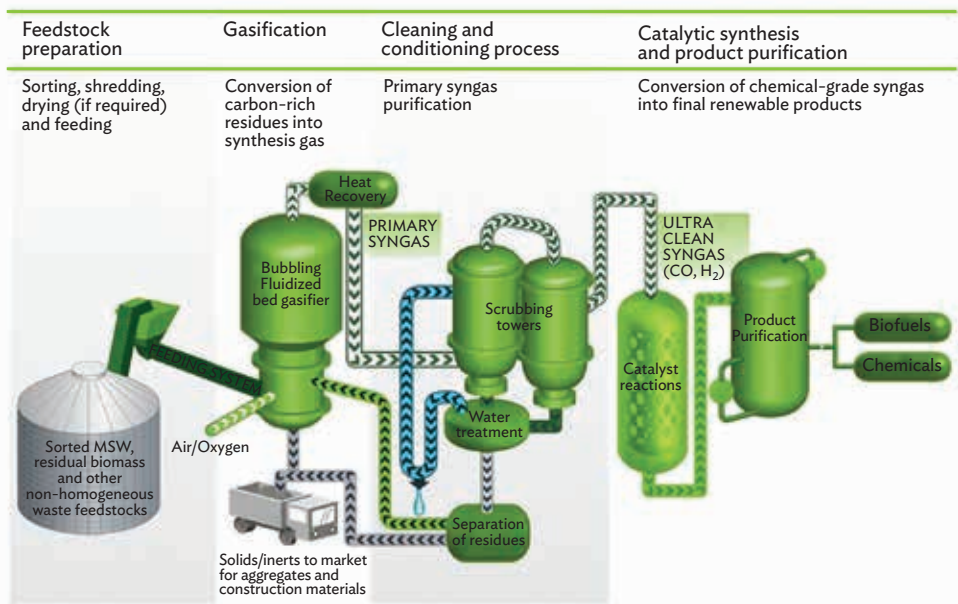 Feedstock
preparation
Gasification
Cleaning and
conditioning process
Catalytic synthesis
and product purification
Sorting, shredding,
drying (if required)
and feeding
Conversion of
carbon-rich
residues into
synthesis gas
Primary syngas
purification
Conversion of chemical-grade syngas
into final renewable products
Heat
Recovery
PRIMARY
SYNGAS
ULTRA
CLEAN
SYNGAS
(CO, H₂)
Bubbling
Fluidized
bed gasifier
Scrubbing
towers
Product
Purification
Biofuels
Chemicals
FEEDING SYSTEM
Catalyst
reactions
Water
treatment
Air/Oxygen
Sorted MSW,
residual biomass
and other
non-homogeneous
waste feedstocks
Separation
of residues
Solids/inerts to market
for aggregates and
construction materials